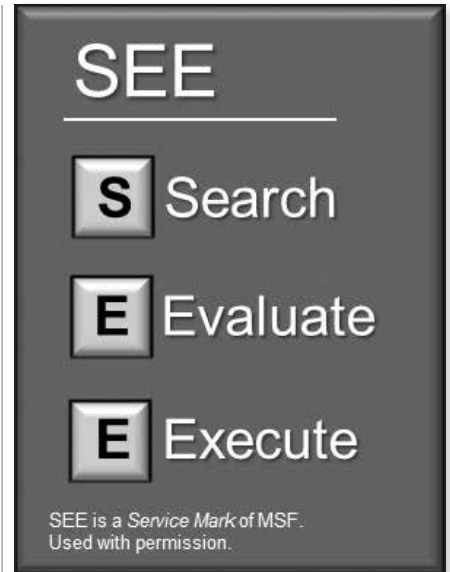 SEE
S Search
E Evaluate
E Execute
SEE is a Service Mark of MSF.
Used with permission.